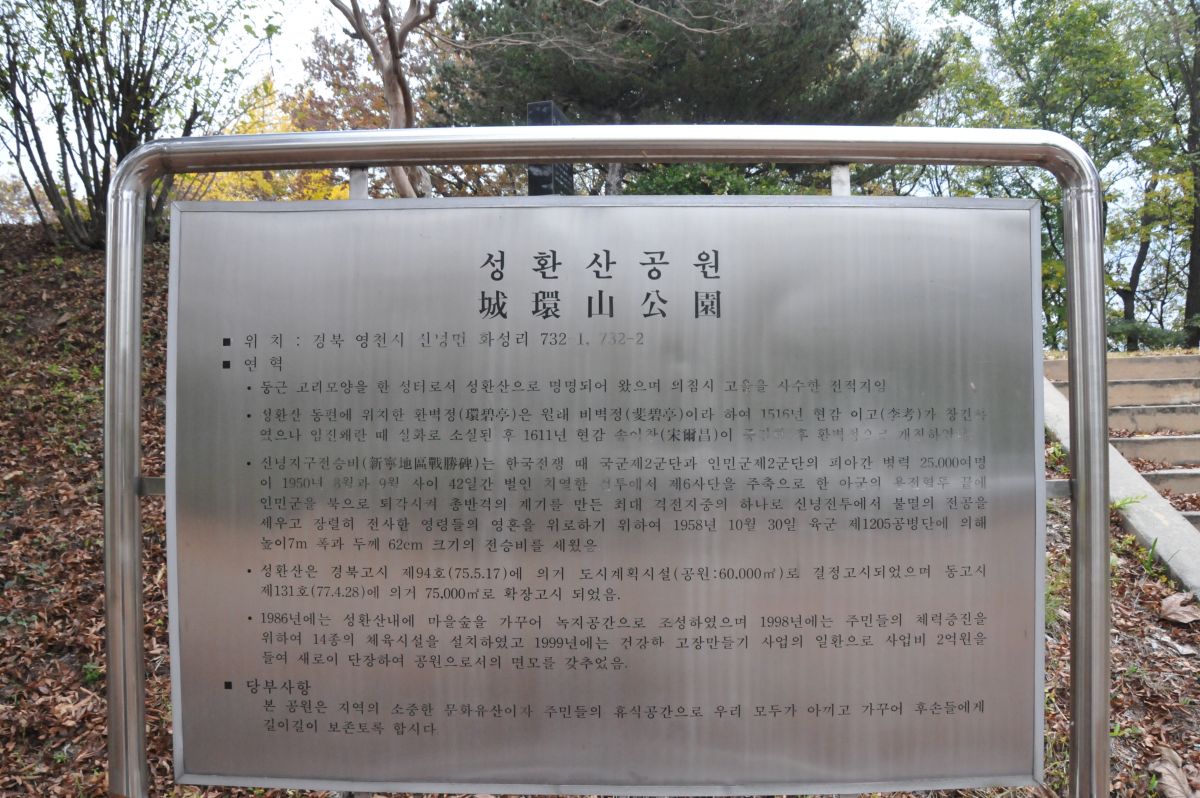 성환산공원
城環山公園
■ 위 치 : 경북 영천시 신녕면 화성리 732-1, 732-2
■ 연 혁
• 둥근 고리모양을 한 성터로서 성환산으로 명명되어 왔으며 외침시 고을을 사수한 전적지임
• 성환산 동편에 위치한 환벽정(環碧亭)은 원래 비벽정(斐碧亭)이라 하여 1516년 현감 이고(李考)가 창건하
였으나 임진왜란 때 실화로 소실된 후 1611년 현감 송이창(宋爾昌)이 후 환벽정으로 개칭하였다
• 신녕지구전승비(新寧地區戰勝碑)는 한국전쟁 때 국군제2군단과 인민군제2군단의 피아간 병력 25.000여명
이 1950년 8월과 9월 사이 42일간 벌인 치열한 전투에서 제6사단을 주축으로 한 아군의 용전혈투 끝에
인민군을 북으로 퇴각시켜 총반격의 계기를 만든 최대 격전지중의 하나로 신녕전투에서 불멸의 전공을
세우고 장렬히 전사한 영령들의 영혼을 위로하기 위하여 1958년 10월 30일 육군 제1205공병단에 의해
높이7m 폭과 두께 62cm 크기의 전승비를 세웠음
• 성환산은 경북고시 제94호(75.5.17)에 의거 도시계획시설(공원:60.000㎡)로 결정고시되었으며 동고시
제131호(77.4.28)에 의거 75.000㎡로 확장고시 되었음.
• 1986년에는 성환산내에 마을숲을 가꾸어 녹지공간으로 조성하였으며 1998년에는 주민들의 체력증진을
위하여 14종의 체육시설을 설치하였고 1999년에는 건강한 고장만들기 사업의 일환으로 사업비 2억원을
들여 새로이 단장하여 공원으로서의 면모를 갖추었음.
■ 당부사항
본 공원은 지역의 소중한 문화유산이자 주민들의 휴식공간으로 우리 모두가 아끼고 가꾸어 후손들에게
길이길이 보존토록 합시다